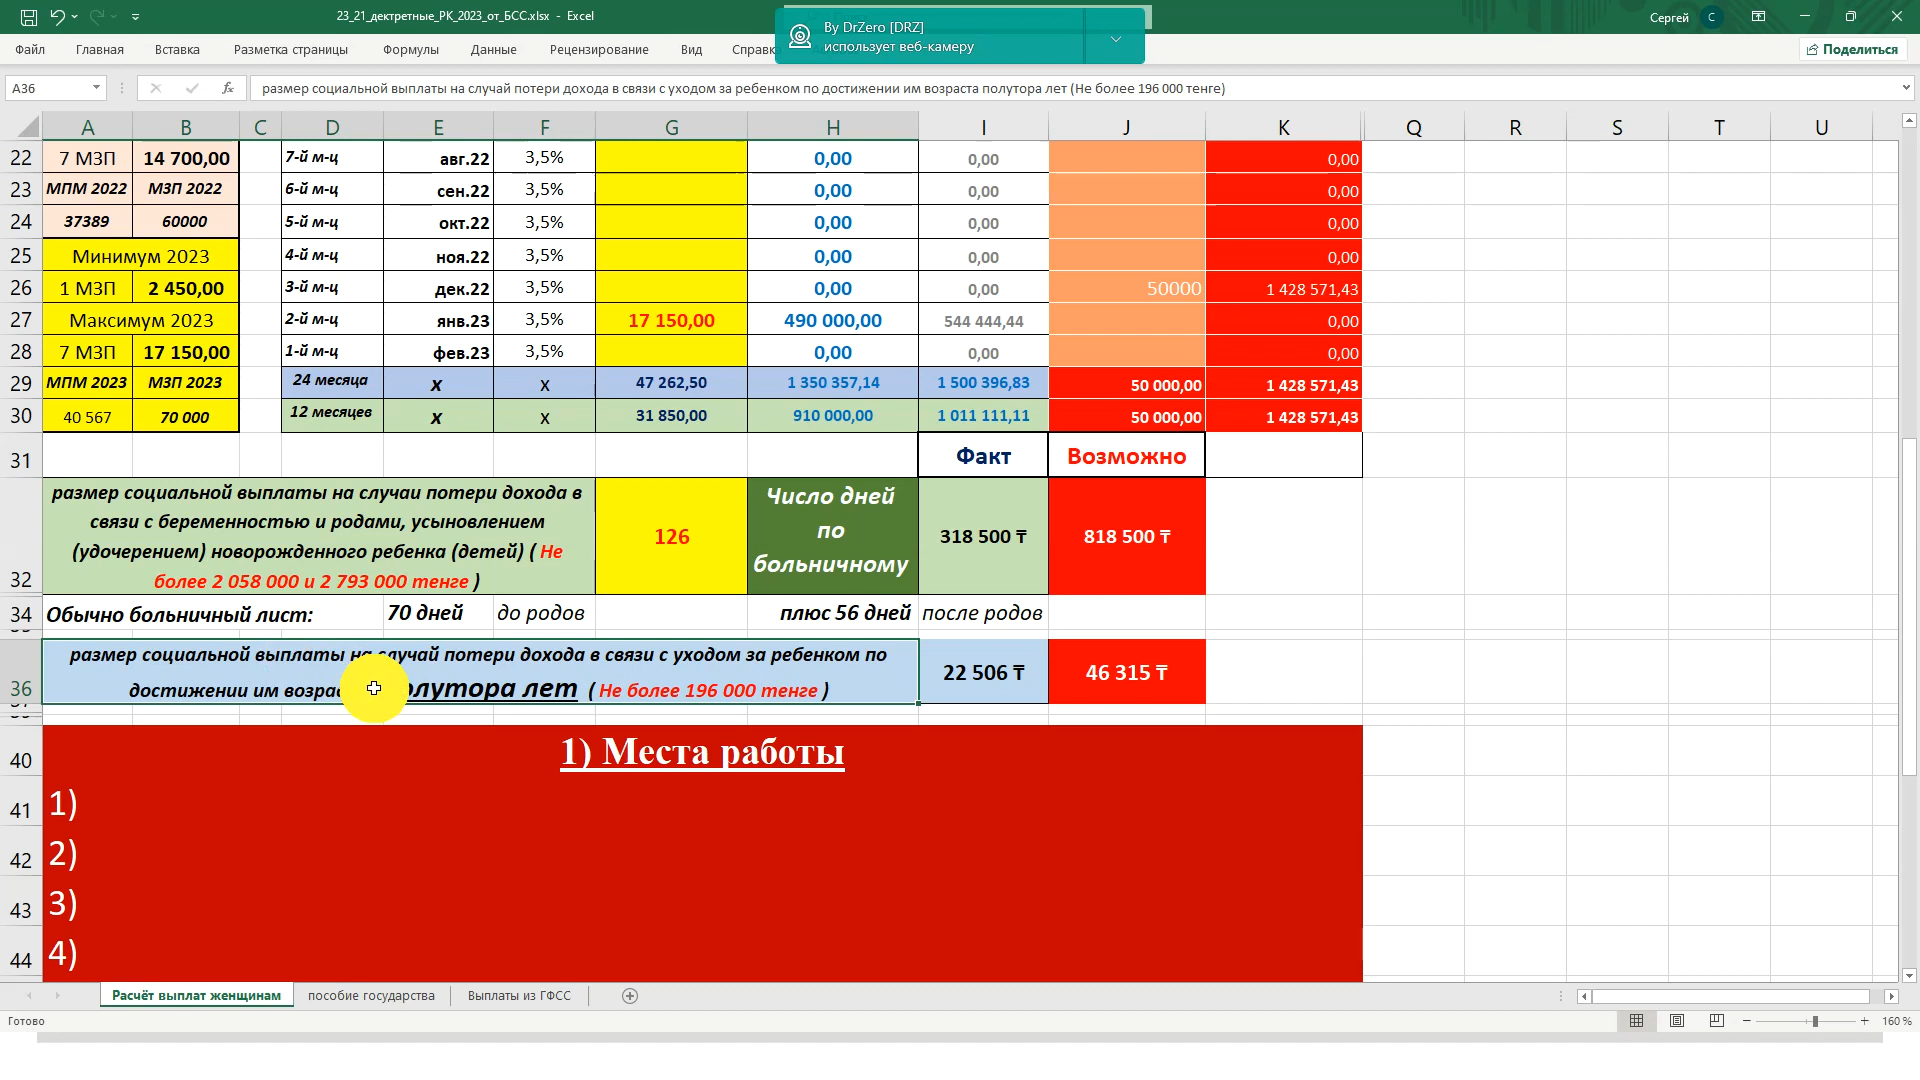 23_21_дектретные_РК_2023_от_БСС.xlsx - Excel
By DrZero [DRZ]
использует веб-камеру
Сергей С
Файл Главная Вставка Разметка страницы Формулы Данные Рецензирование Вид Справка
Поделиться
A36 fx размер социальной выплаты на случай потери дохода в связи с уходом за ребенком по достижении им возраста полутора лет (Не более 196 000 тенге)
A B C D E F G H I J K Q R S T U
22 7 МЗП 14 700,00 7-й м-ц авг.22 3,5% 0,00 0,00 0,00
23 МПМ 2022 МЗП 2022 6-й м-ц сен.22 3,5% 0,00 0,00 0,00
24 37389 60000 5-й м-ц окт.22 3,5% 0,00 0,00 0,00
25 Минимум 2023 4-й м-ц ноя.22 3,5% 0,00 0,00 0,00
26 1 МЗП 2 450,00 3-й м-ц дек.22 3,5% 0,00 0,00 50000 1 428 571,43
27 Максимум 2023 2-й м-ц янв.23 3,5% 17 150,00 490 000,00 544 444,44 0,00
28 7 МЗП 17 150,00 1-й м-ц фев.23 3,5% 0,00 0,00 0,00
29 МПМ 2023 МЗП 2023 24 месяца x x 47 262,50 1 350 357,14 1 500 396,83 50 000,00 1 428 571,43
30 40 567 70 000 12 месяцев x x 31 850,00 910 000,00 1 011 111,11 50 000,00 1 428 571,43
31 Факт Возможно
размер социальной выплаты на случаи потери дохода в
связи с беременностью и родами, усыновлением
(удочерением) новорожденного ребенка (детей) ( Не
более 2 058 000 и 2 793 000 тенге )
126
Число дней
по
больничному
318 500 ₸ 818 500 ₸
32
34 Обычно больничный лист: 70 дней до родов плюс 56 дней после родов
размер социальной выплаты на случай потери дохода в связи с уходом за ребенком по
достижении им возра олутора лет ( Не более 196 000 тенге )
22 506 ₸ 46 315 ₸
36
40 1) Места работы
41 1)
42 2)
43 3)
44 4)
Расчёт выплат женщинам пособие государства Выплаты из ГФСС
Готово
160 %